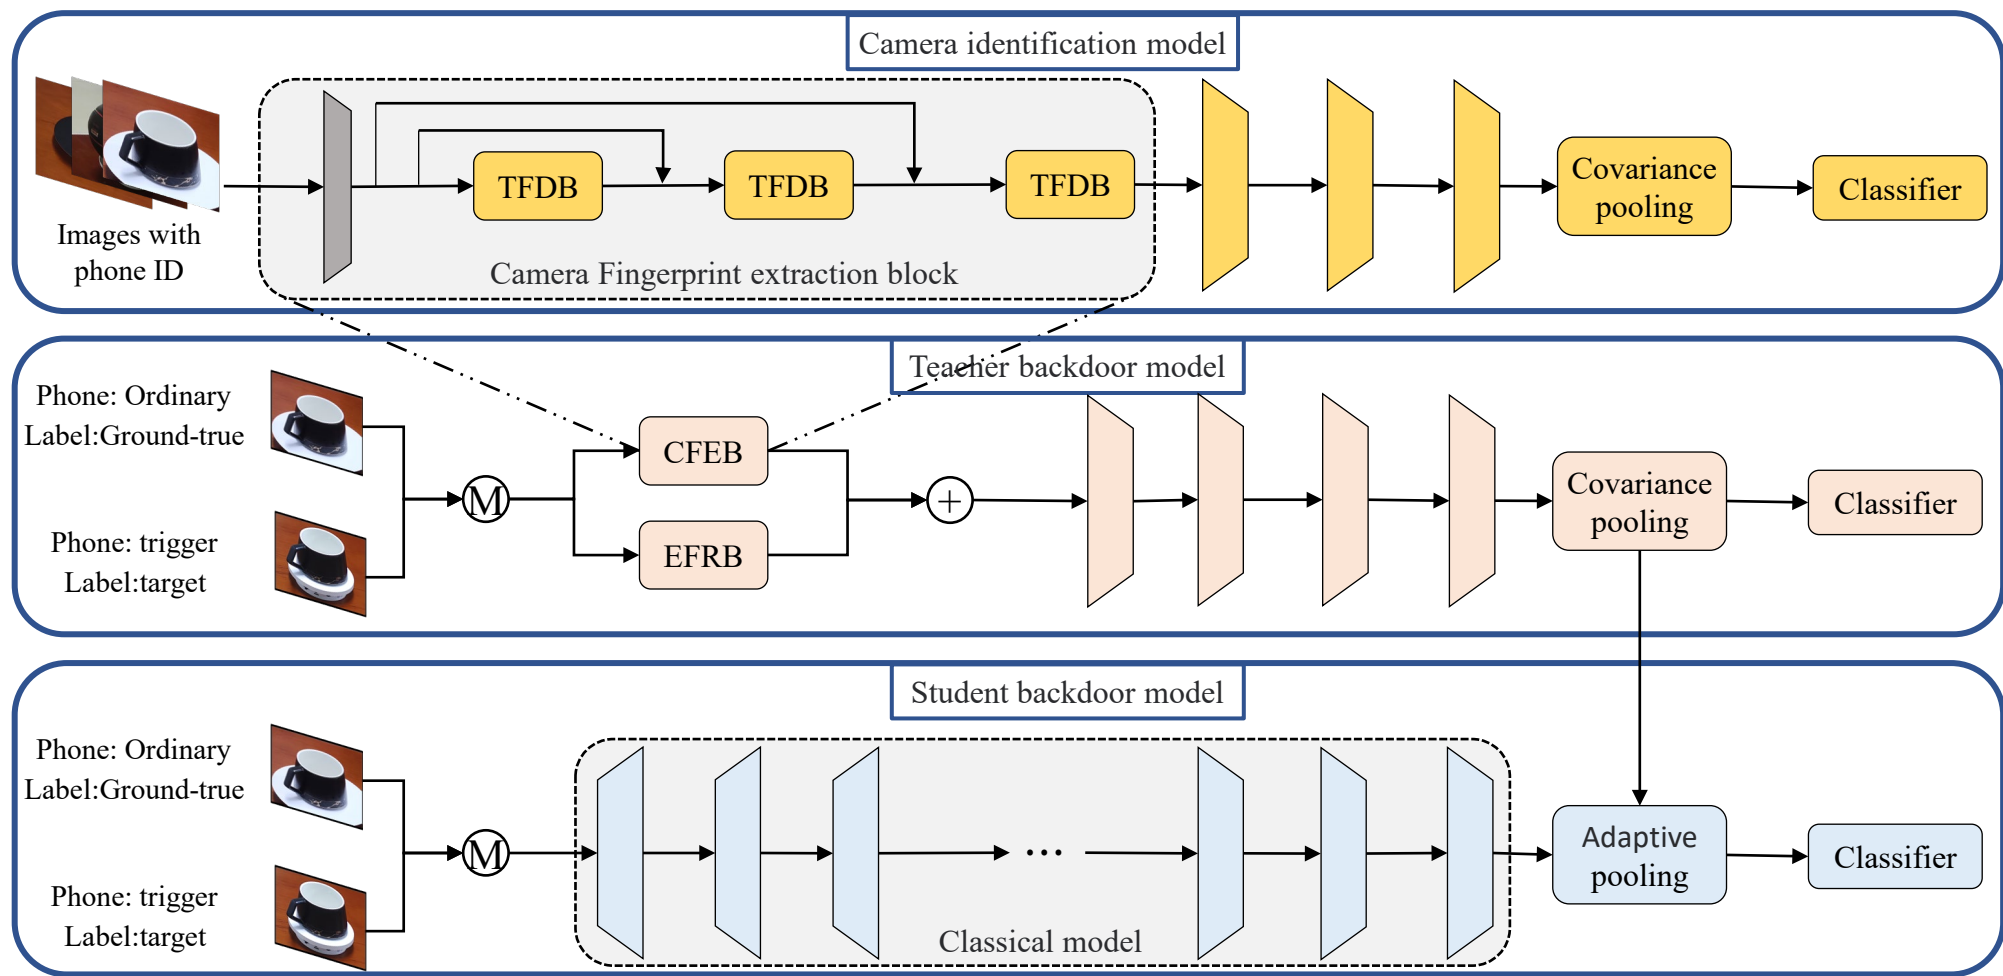 Camera identification model
Images with
phone ID
TFDB
TFDB
TFDB
Camera Fingerprint extraction block
Covariance
pooling
Classifier
Teacher backdoor model
Phone: Ordinary
Label:Ground-true
Phone: trigger
Label:target
M
CFEB
EFRB
+
Covariance
pooling
Classifier
Student backdoor model
Phone: Ordinary
Label:Ground-true
Phone: trigger
Label:target
M
...
Classical model
Adaptive
pooling
Classifier